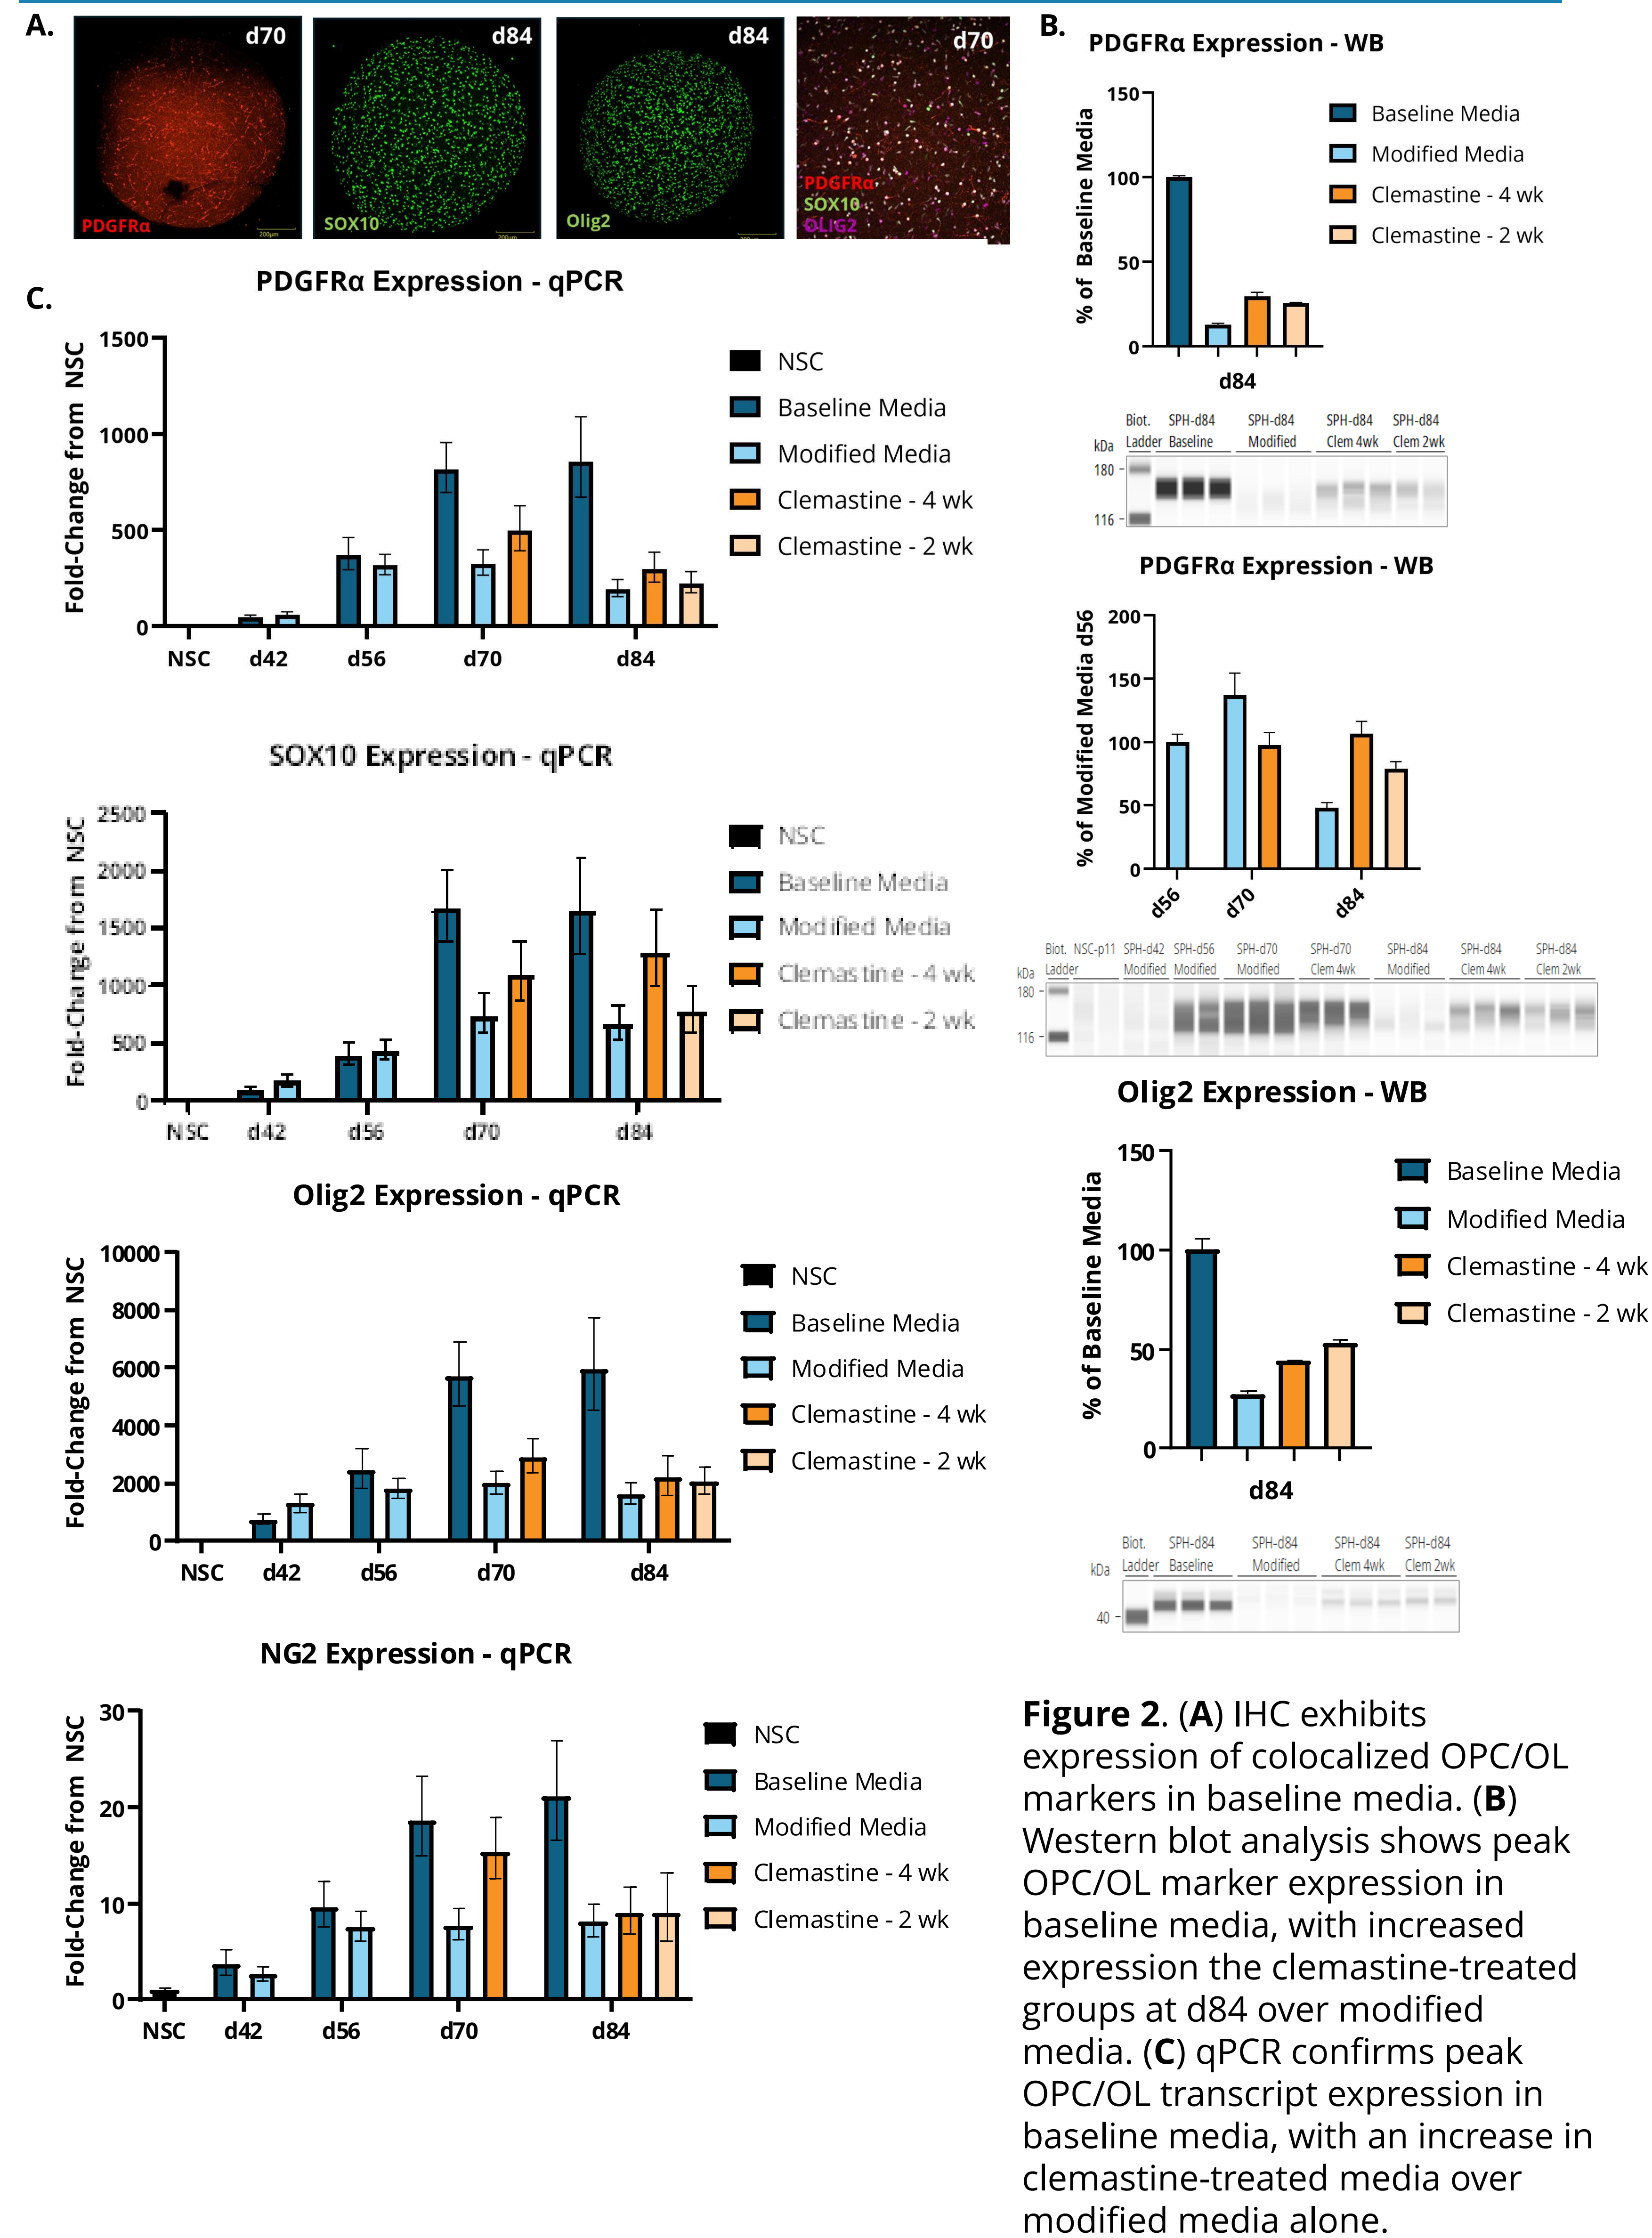 A.
d70
PDGFRα
200µm
d84
SOX10
200µm
d84
Olig2
d70
PDGFRα
SOX10
OLIG2
B.
PDGFRα Expression - WB
% of Baseline Media
150
100
50
0
d84
Baseline Media
Modified Media
Clemastine - 4 wk
Clemastine - 2 wk
Biot. SPH-d84 SPH-d84 SPH-d84 SPH-d84
kDa Ladder Baseline Modified Clem 4wk Clem 2wk
180
116
PDGFRα Expression - WB
% of Modified Media d56
200
150
100
50
0
d56 d70 d84
Biot. NSC-p11 SPH-d42 SPH-d56 SPH-d70 SPH-d70 SPH-d84 SPH-d84 SPH-d84
kDa Ladder Modified Modified Modified Clem 4wk Modified Clem 4wk Clem 2wk
180
116
Olig2 Expression - WB
% of Baseline Media
150
100
50
0
d84
Baseline Media
Modified Media
Clemastine - 4 wk
Clemastine - 2 wk
Biot. SPH-d84 SPH-d84 SPH-d84 SPH-d84
kDa Ladder Baseline Modified Clem 4wk Clem 2wk
40
C.
PDGFRα Expression - qPCR
Fold-Change from NSC
1500
1000
500
0
NSC d42 d56 d70 d84
NSC
Baseline Media
Modified Media
Clemastine - 4 wk
Clemastine - 2 wk
SOX10 Expression - qPCR
Fold-Change from NSC
2500
2000
1500
1000
500
0
NSC d42 d56 d70 d84
NSC
Baseline Media
Modified Media
Clemastine - 4 wk
Clemastine - 2 wk
Olig2 Expression - qPCR
Fold-Change from NSC
10000
8000
6000
4000
2000
0
NSC d42 d56 d70 d84
NSC
Baseline Media
Modified Media
Clemastine - 4 wk
Clemastine - 2 wk
NG2 Expression - qPCR
Fold-Change from NSC
30
20
10
0
NSC d42 d56 d70 d84
NSC
Baseline Media
Modified Media
Clemastine - 4 wk
Clemastine - 2 wk
Figure 2. (A) IHC exhibits
expression of colocalized OPC/OL
markers in baseline media. (B)
Western blot analysis shows peak
OPC/OL marker expression in
baseline media, with increased
expression the clemastine-treated
groups at d84 over modified
media. (C) qPCR confirms peak
OPC/OL transcript expression in
baseline media, with an increase in
clemastine-treated media over
modified media alone.